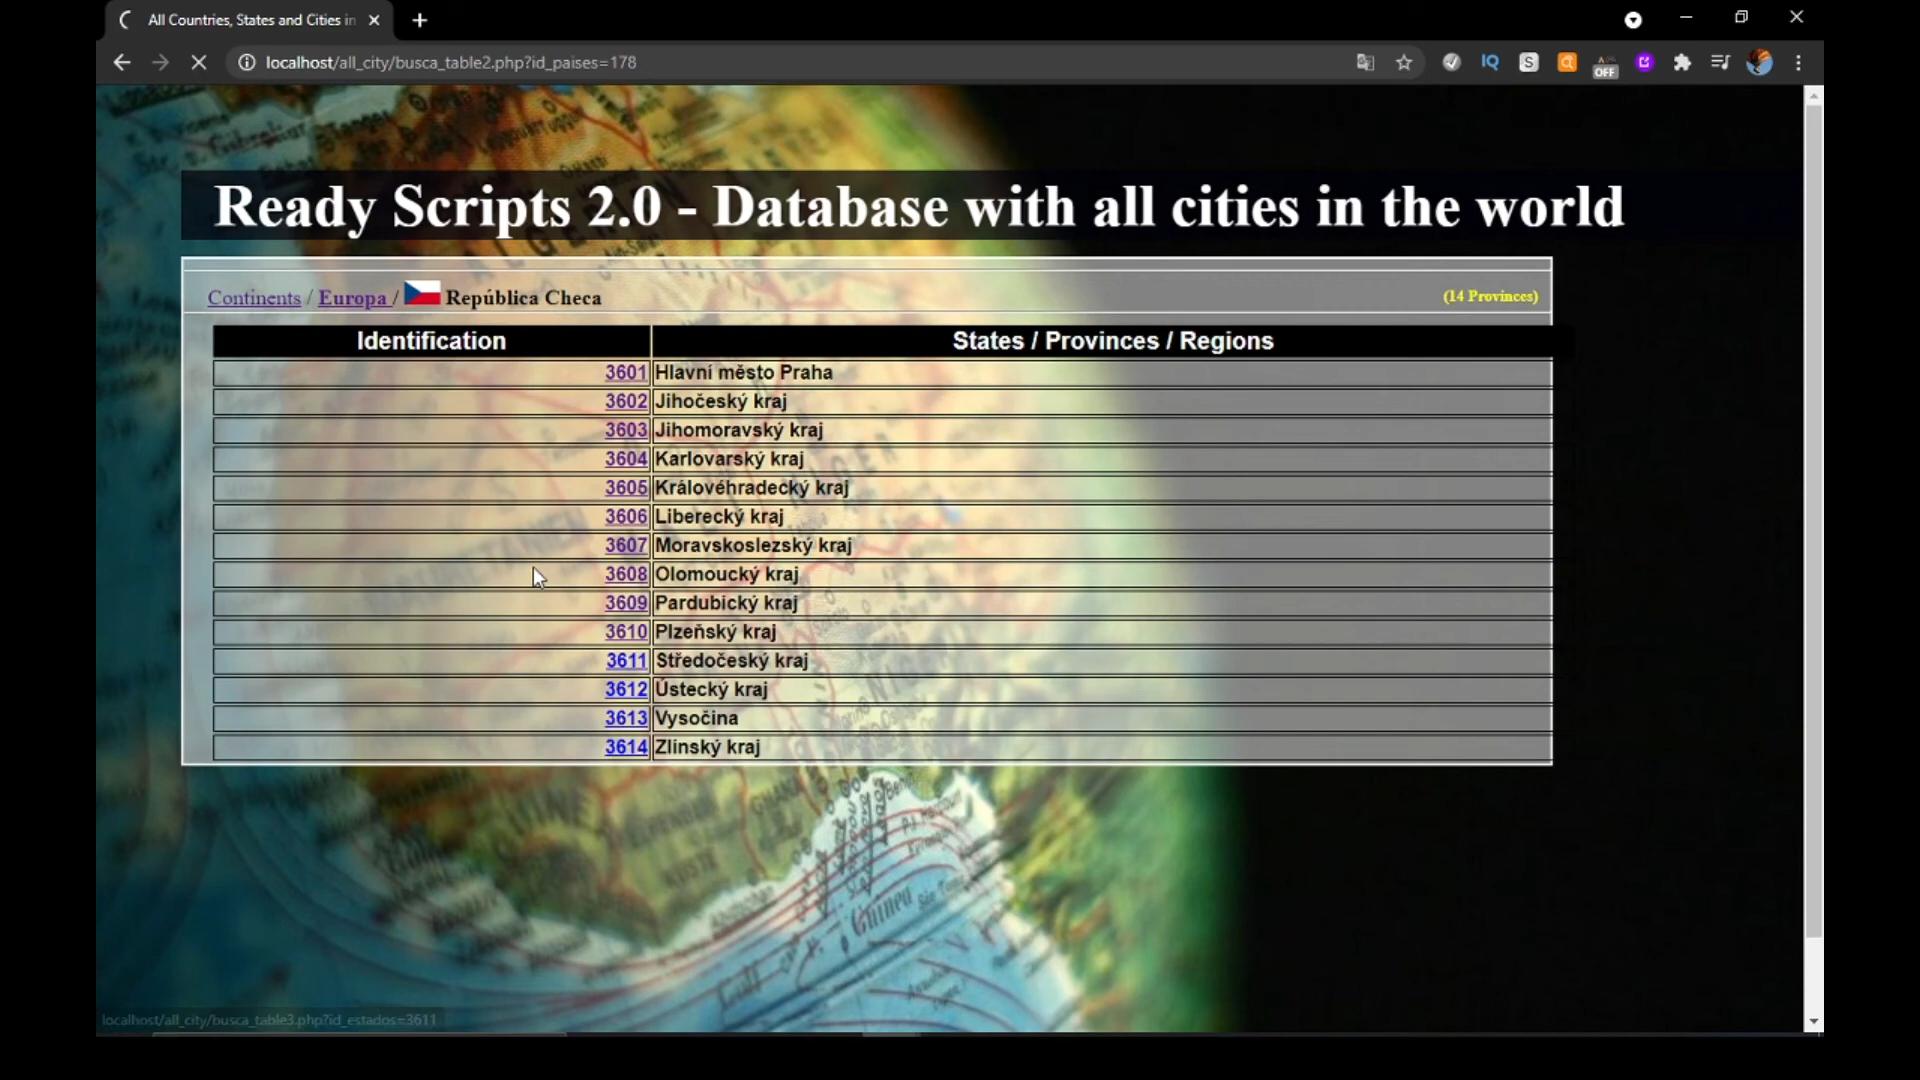 All Countries, States and Cities in
localhost/all_city/busca_table2.php?id_paises=178
IQ
S
OFF
Ready Scripts 2.0 - Database with all cities in the world
Continents / Europa / República Checa
(14 Provinces)
Identification States / Provinces / Regions
3601 Hlavní město Praha
3602 Jihočeský kraj
3603 Jihomoravský kraj
3604 Karlovarský kraj
3605 Královéhradecký kraj
3606 Liberecký kraj
3607 Moravskoslezský kraj
3608 Olomoucký kraj
3609 Pardubický kraj
3610 Plzeňský kraj
3611 Středočeský kraj
3612 Ústecký kraj
3613 Vysočina
3614 Zlínský kraj
localhost/all_city/busca_table3.php?id_estados=3611